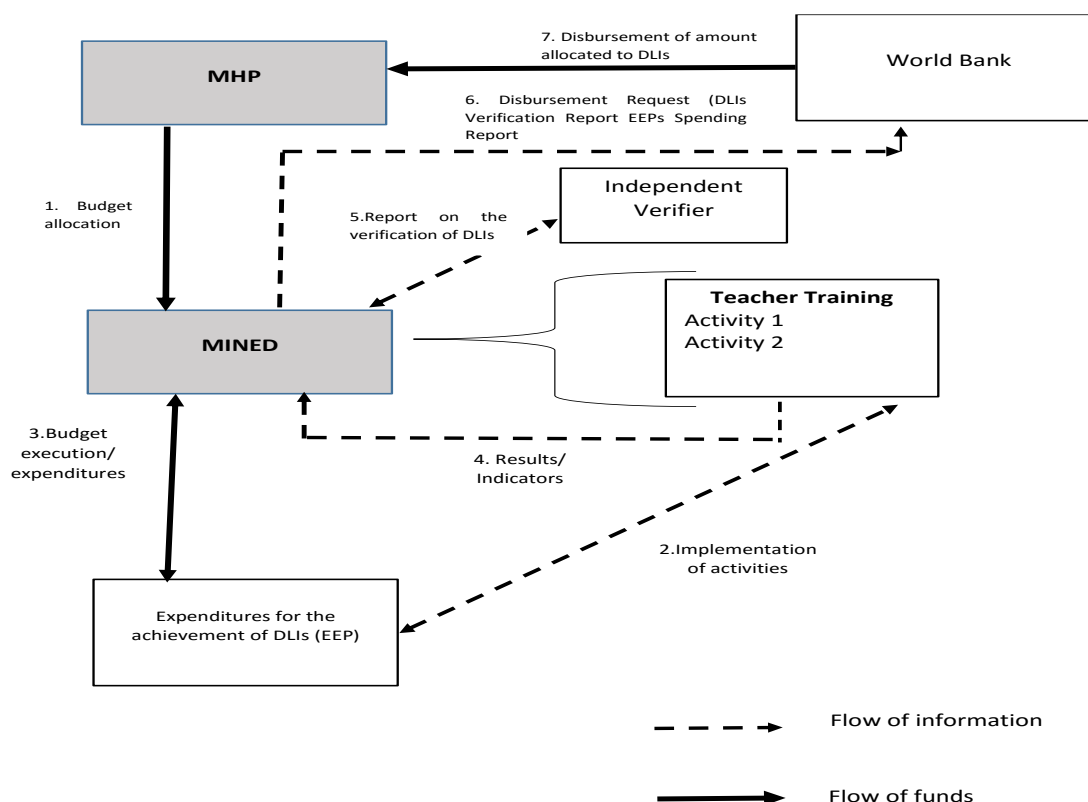 7. Disbursement of amount
allocated to DLIs
World Bank
MHP
6. Disbursement Request (DLIs
Verification Report EEPs Spending
Report
Independent
Verifier
1. Budget
allocation
5.Report on the
verification of DLIs
Teacher Training
Activity 1
Activity 2
MINED
3.Budget
execution/
expenditures
4. Results/
Indicators
2.Implementation
of activities
Expenditures for the
achievement of DLIs (EEP)
Flow of information
Flow of funds